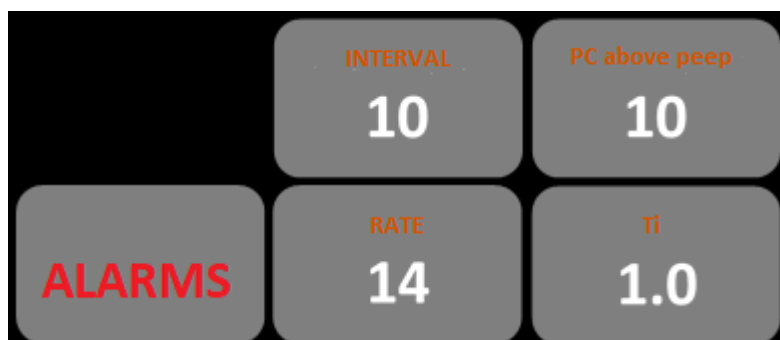 INTERVAL
10
PC above peep
10
ALARMS
RATE
14
Ti
1.0